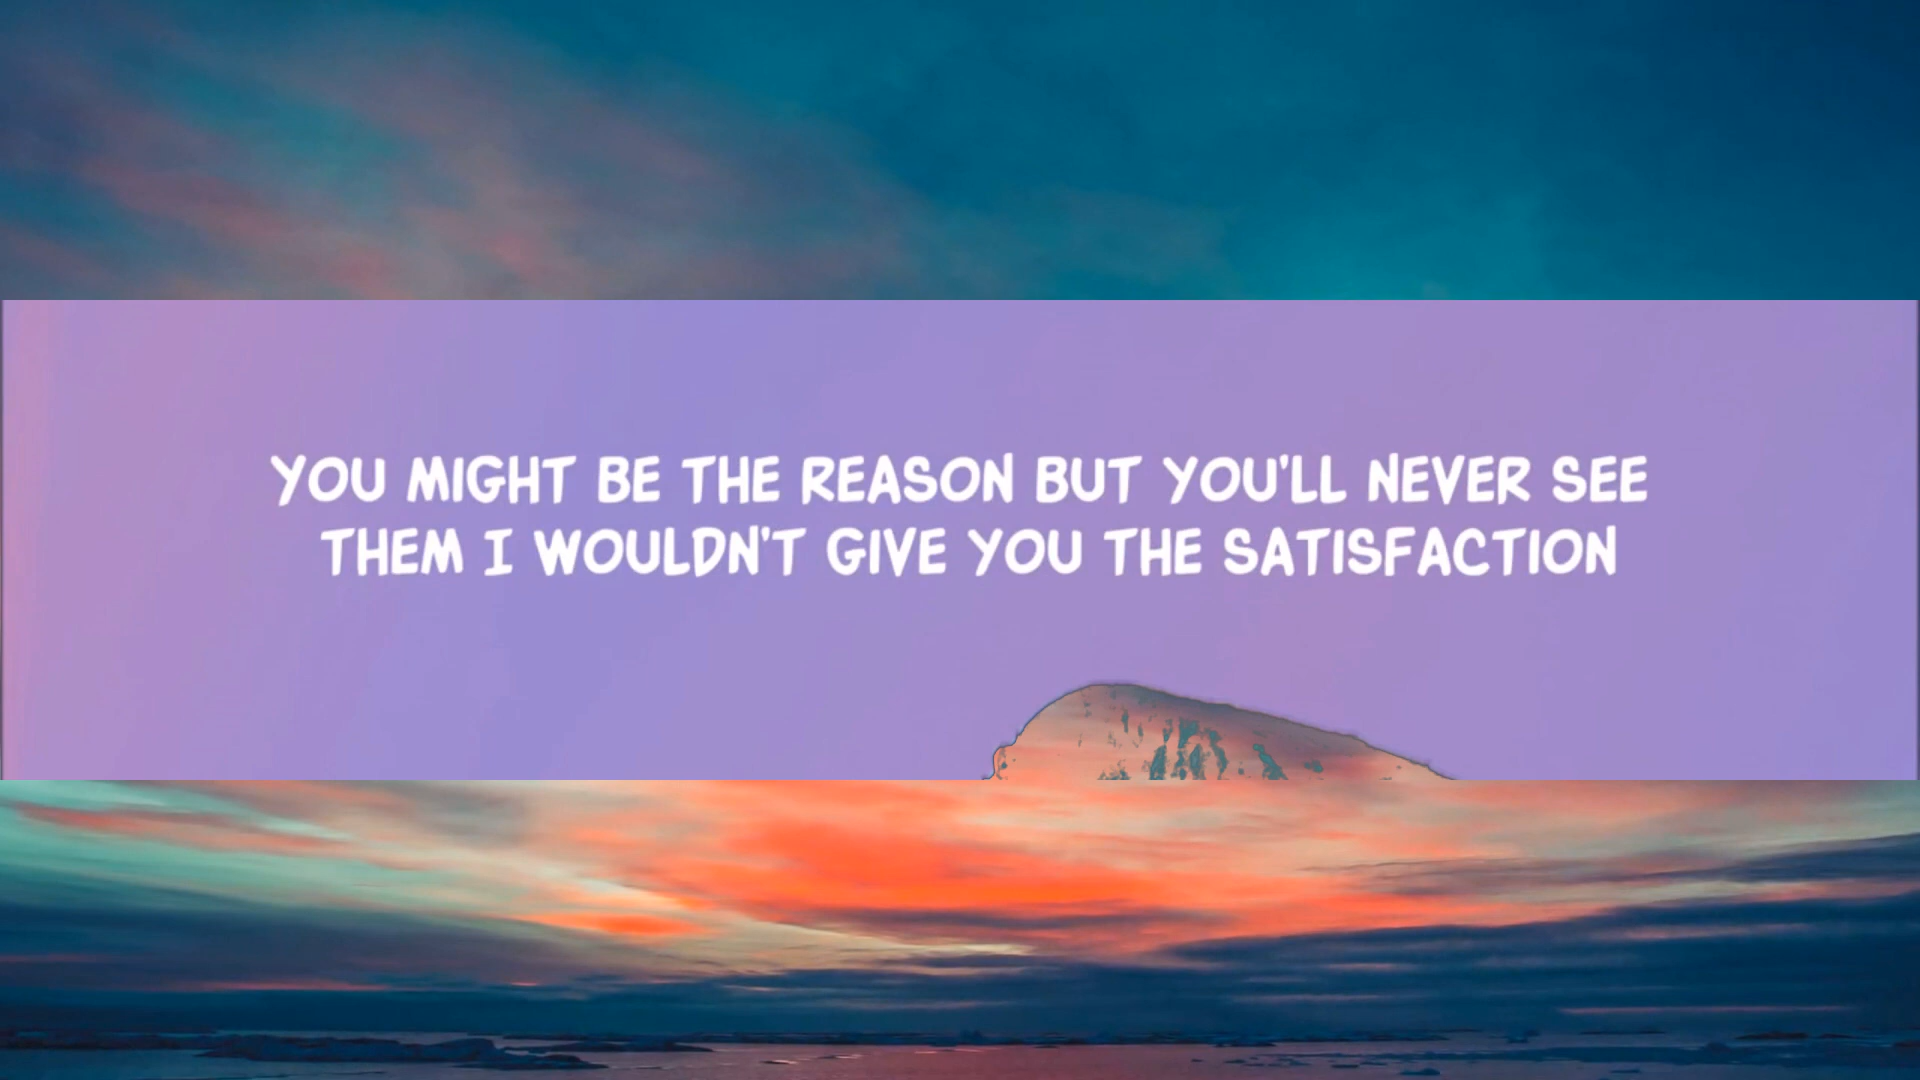 YOU MIGHT BE THE REASON BUT YOU'LL NEVER SEE
THEM I WOULDN'T GIVE YOU THE SATISFACTION